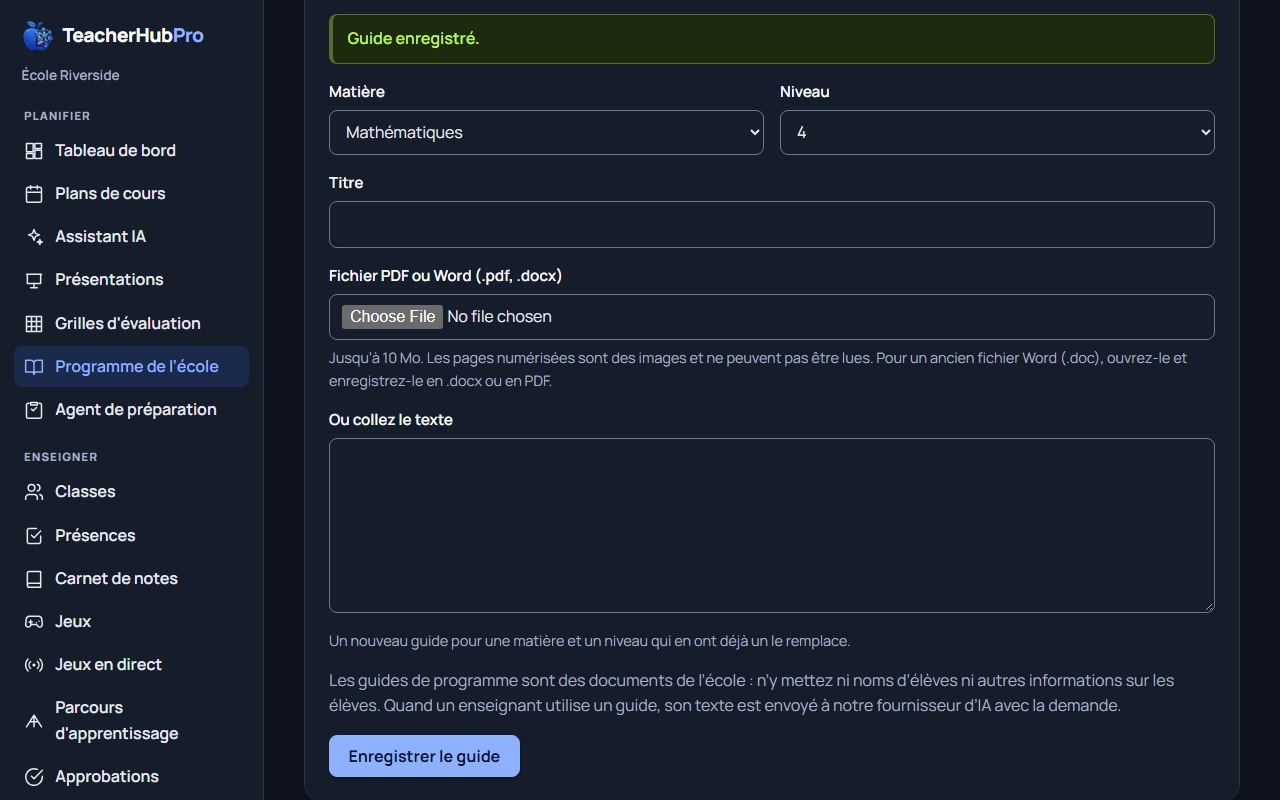 TeacherHubPro
École Riverside
PLANIFIER
Tableau de bord
Plans de cours
Assistant IA
Présentations
Grilles d'évaluation
Programme de l'école
Agent de préparation
ENSEIGNER
Classes
Présences
Carnet de notes
Jeux
Jeux en direct
Parcours
d'apprentissage
Approbations
Guide enregistré.
Matière
Niveau
Mathématiques
4
Titre
Fichier PDF ou Word (.pdf, .docx)
Choose File No file chosen
Jusqu'à 10 Mo. Les pages numérisées sont des images et ne peuvent pas être lues. Pour un ancien fichier Word (.doc), ouvrez-le et
enregistrez-le en .docx ou en PDF.
Ou collez le texte
Un nouveau guide pour une matière et un niveau qui en ont déjà un le remplace.
Les guides de programme sont des documents de l'école : n'y mettez ni noms d'élèves ni autres informations sur les
élèves. Quand un enseignant utilise un guide, son texte est envoyé à notre fournisseur d'IA avec la demande.
Enregistrer le guide